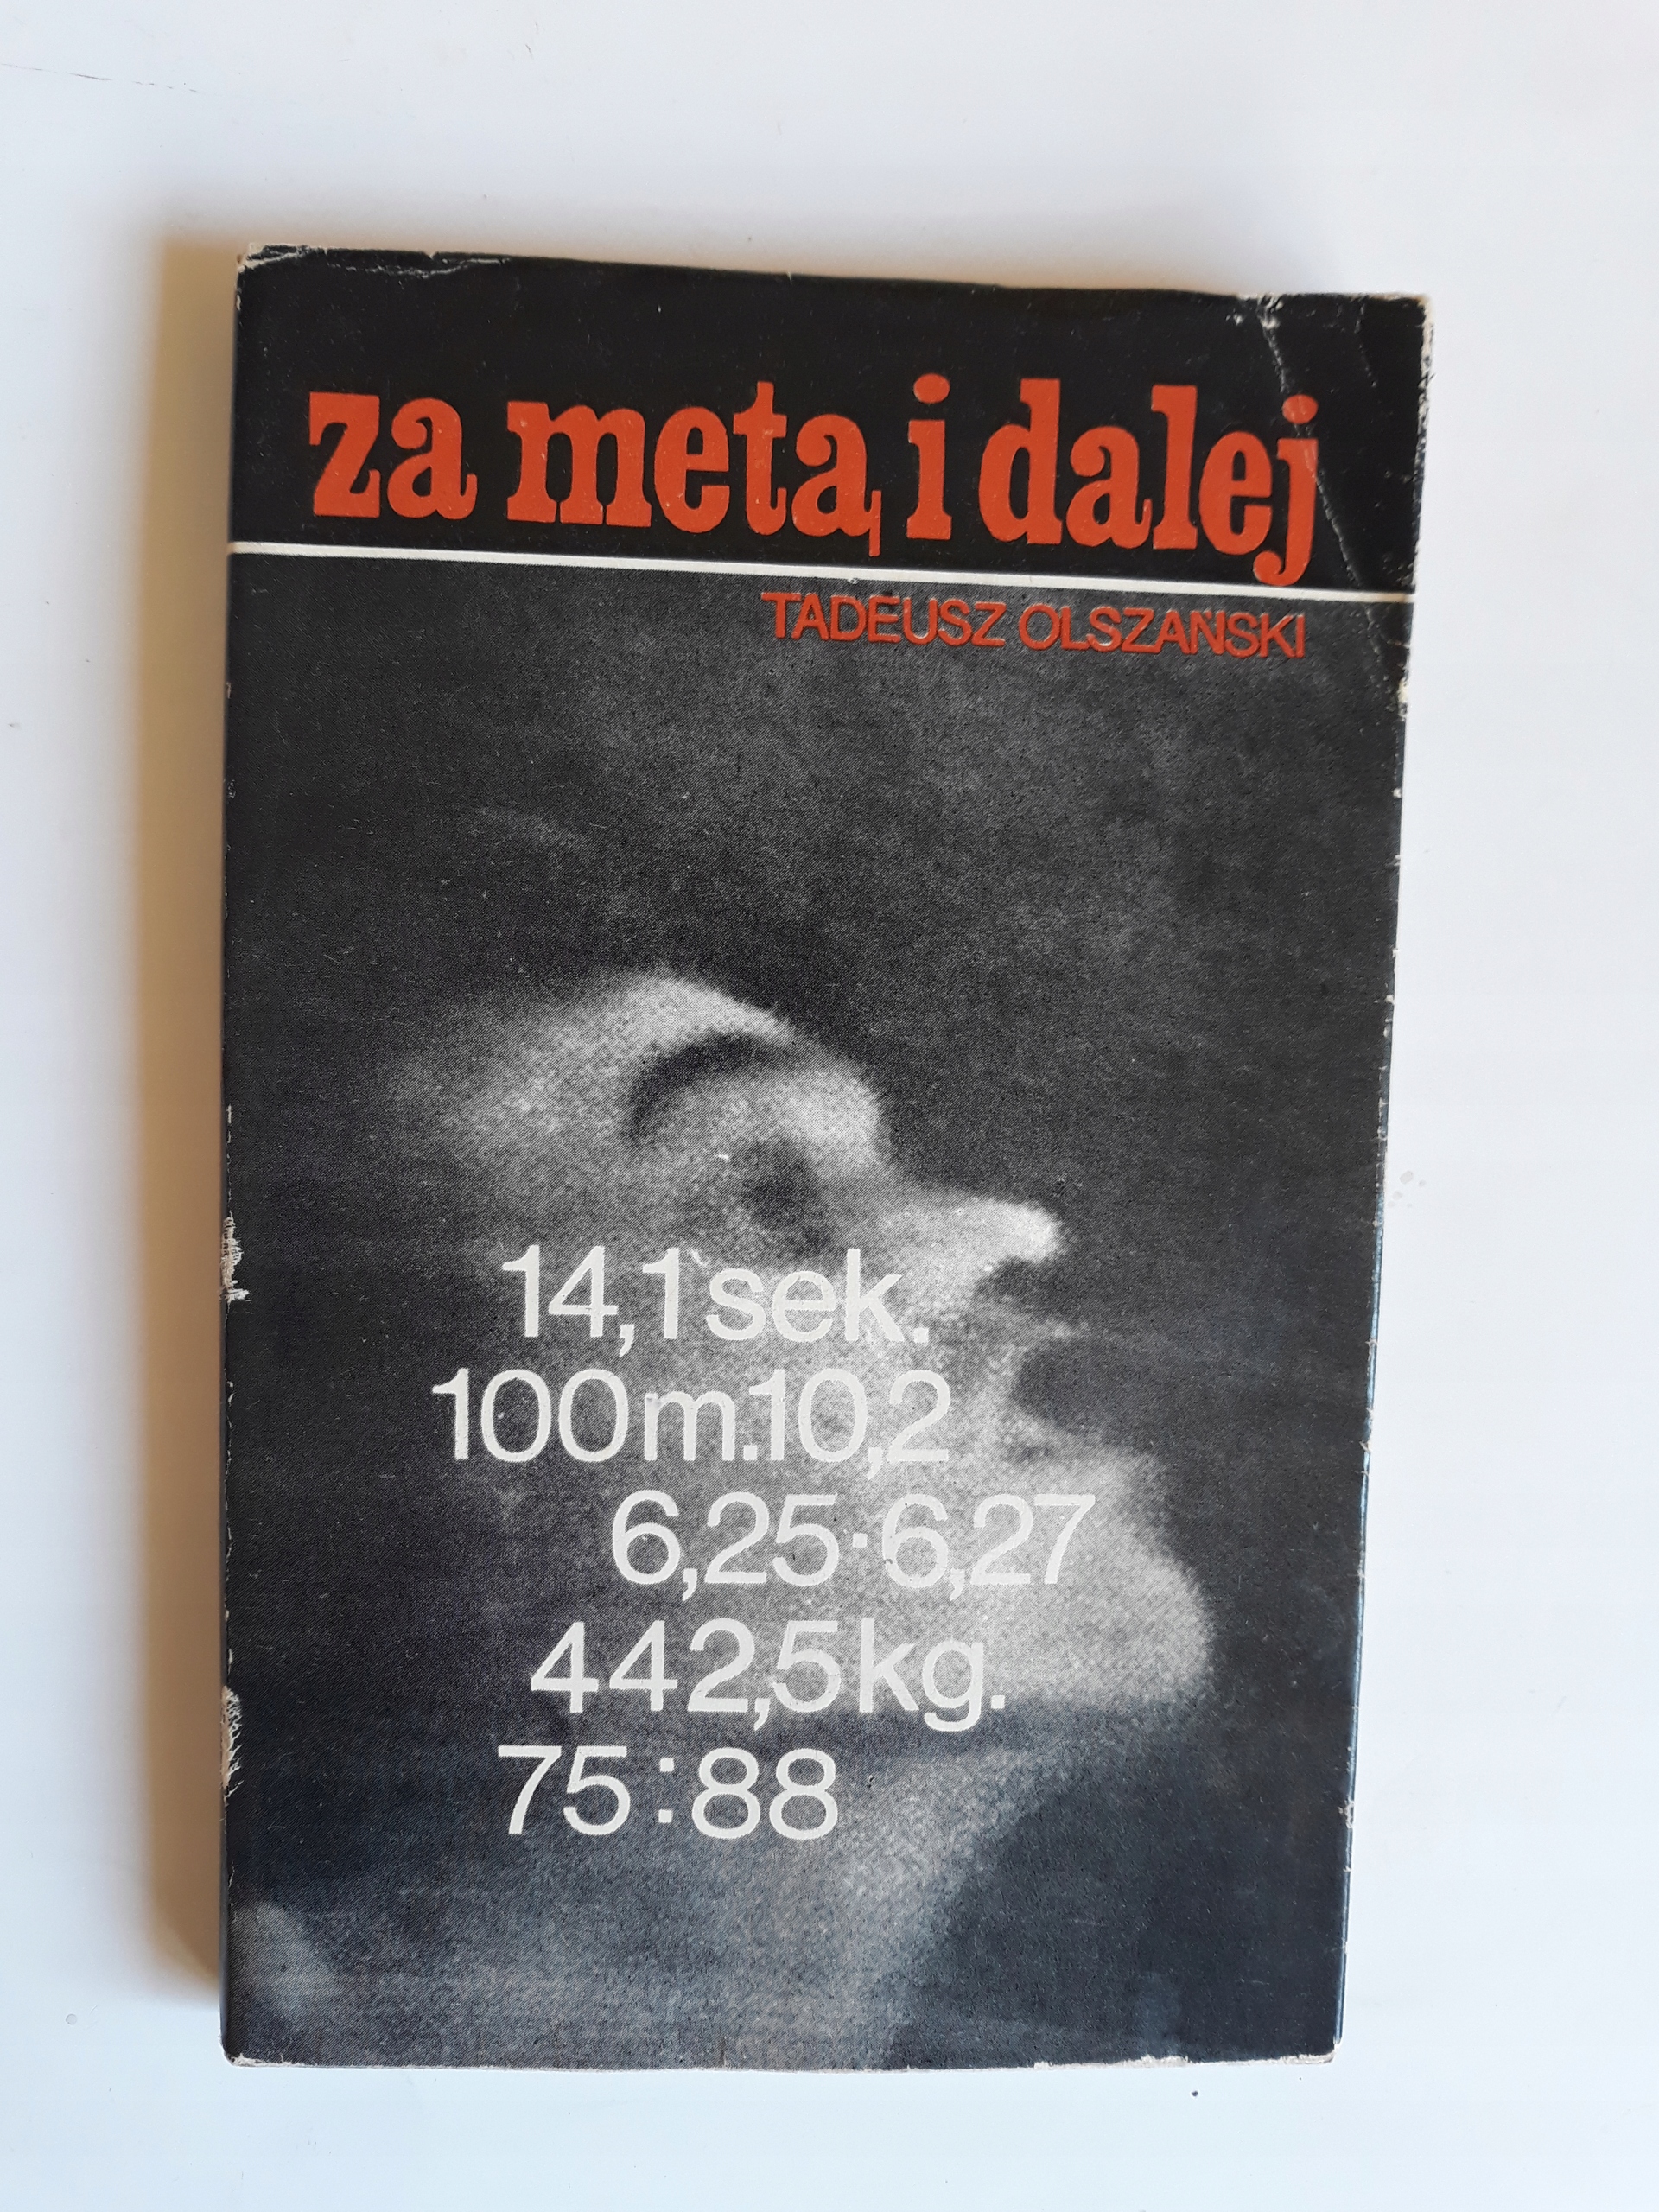 za metą i dalej
TADEUSZ OLSZAŃSKI
14,1 sek.
100 m.10,2
6,25·6,27
442,5 kg.
75:88